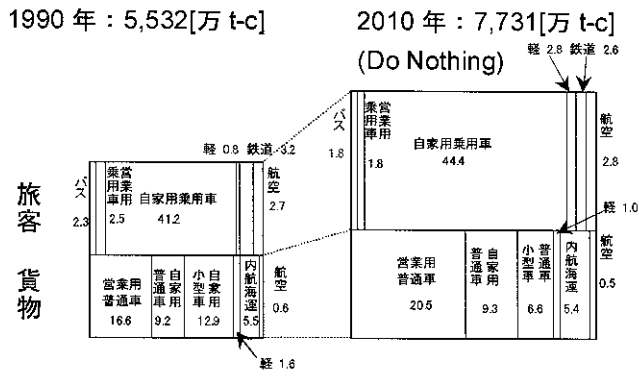 1990 年：5,532[万 t-c]
2010 年：7,731[万 t-c]
(Do Nothing)
軽 2.8 鉄道 2.6
バス
1.8
営業用
乗用車
1.8
自家用乗用車
44.4
航空
2.8
軽 1.0
営業用
普通車
20.5
自家用
普通車
9.3
普通車
小型車
6.6
内航海運
5.4
航空
0.5
軽 0.8 鉄道 3.2
旅客
バス
2.3
営業用
乗用車
2.5
自家用乗用車
41.2
航空
2.7
貨物
営業用
普通車
16.6
自家用
普通車
9.2
自家用
小型車
12.9
内航海運
5.5
航空
0.6
軽 1.6